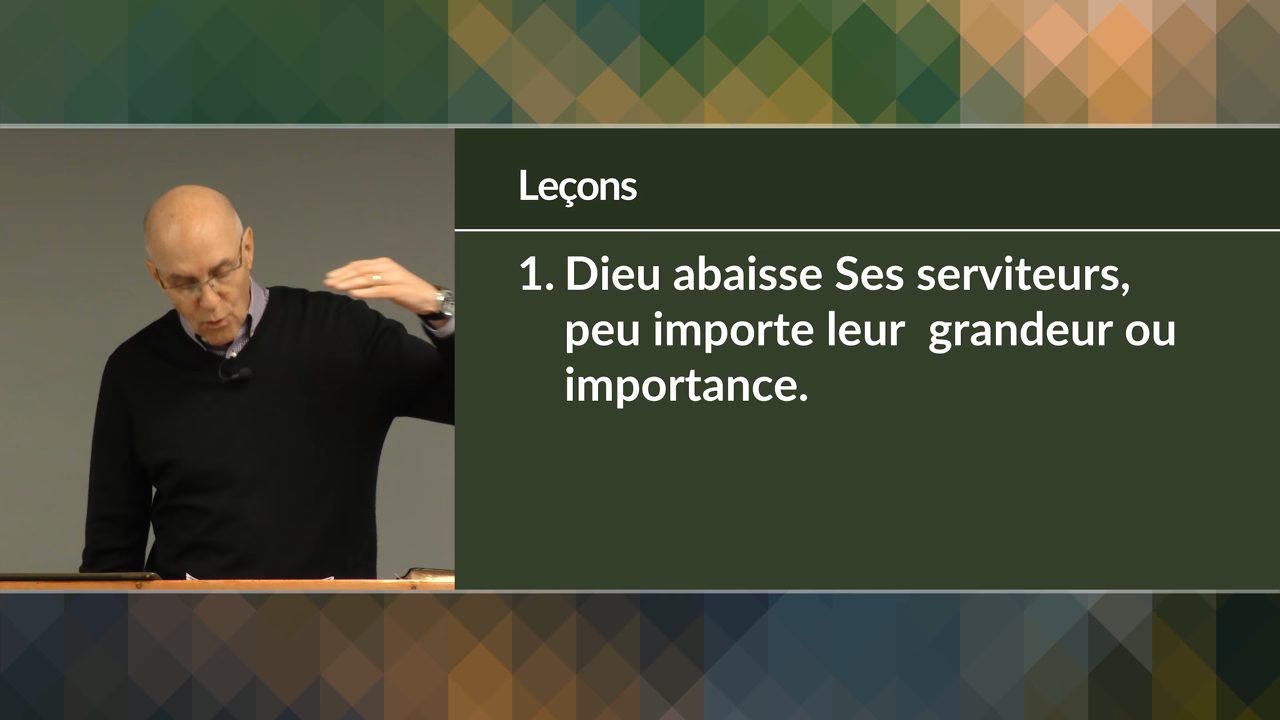 Leçons
1. Dieu abaisse Ses serviteurs,
peu importe leur  grandeur ou
importance.